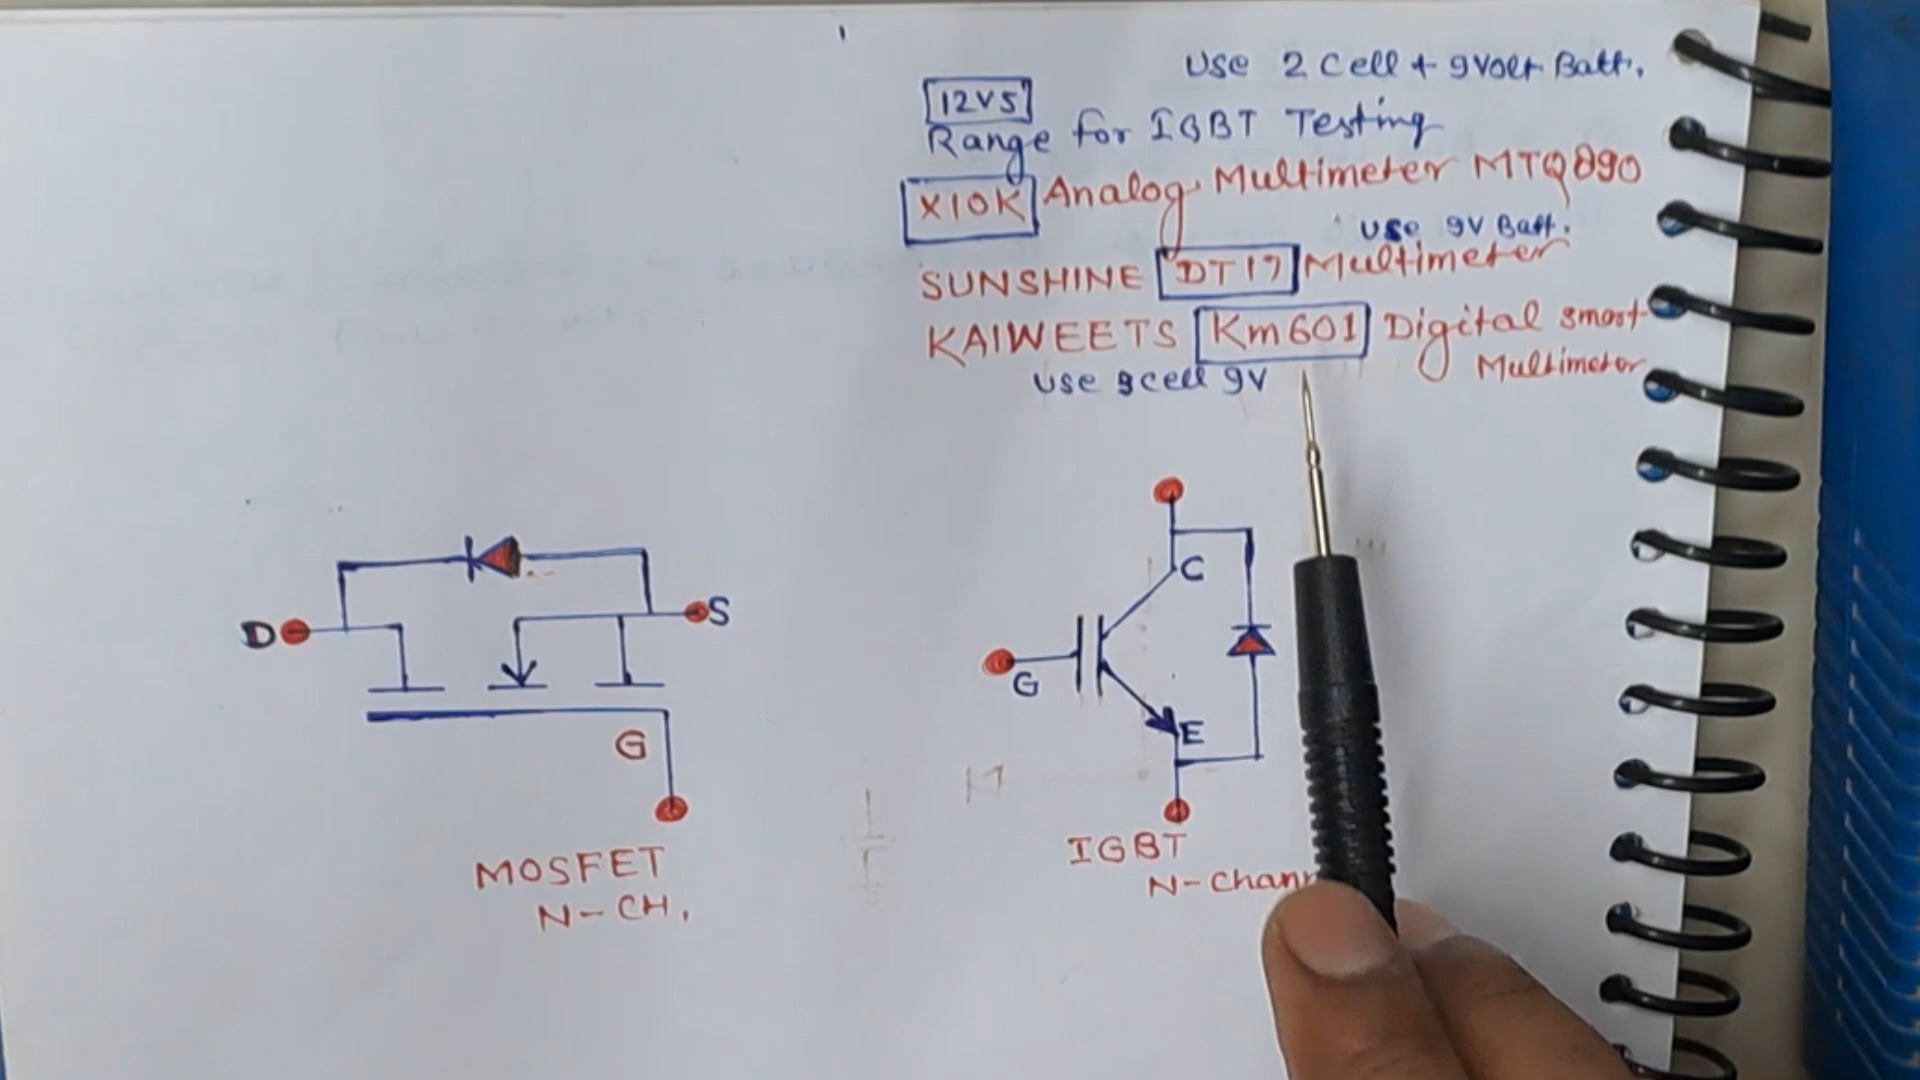 Use 2 Cell + 9Volt Batt.
12V5
Range for IGBT Testing
X10K Analog Multimeter MTQ890
use 9V Batt.
SUNSHINE DT17 Multimeter
KAIWEETS Km601 Digital smart
Multimeter
use 9cell 9V
D
S
G
MOSFET
N-CH,
C
G
E
IGBT
N-Chann